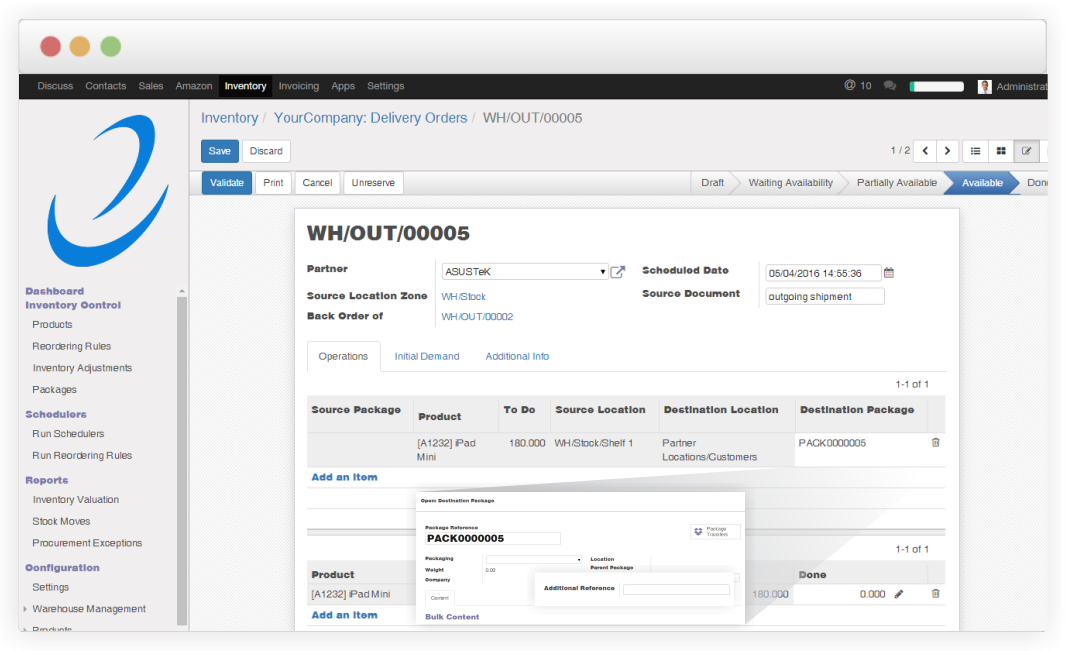 Discuss Contacts Sales Amazon Inventory Invoicing Apps Settings @ 10 Administrat
Inventory / YourCompany: Delivery Orders / WH/OUT/00005
Save Discard 1 / 2
Validate Print Cancel Unreserve Draft Waiting Availability Partially Available Available Done
WH/OUT/00005
Partner ASUSTeK Scheduled Date 05/04/2016 14:55:36
Source Location Zone WH/Stock Source Document outgoing shipment
Back Order of WH/OUT/00002
Operations Initial Demand Additional Info
1-1 of 1
Source Package Product To Do Source Location Destination Location Destination Package
[A1232] iPad Mini 180.000 WH/Stock/Shelf 1 Partner Locations/Customers PACK0000005
Add an item
Open: Destination Package
Package Reference
PACK0000005
Package Transfers
Packaging Location
Weight 0.00 Parent Package
Company
Additional Reference
Content
Bulk Content
1-1 of 1
Product Done
[A1232] iPad Mini 180.000 0.000
Add an item
Dashboard
Inventory Control
Products
Reordering Rules
Inventory Adjustments
Packages
Schedulers
Run Schedulers
Run Reordering Rules
Reports
Inventory Valuation
Stock Moves
Procurement Exceptions
Configuration
Settings
Warehouse Management
Products